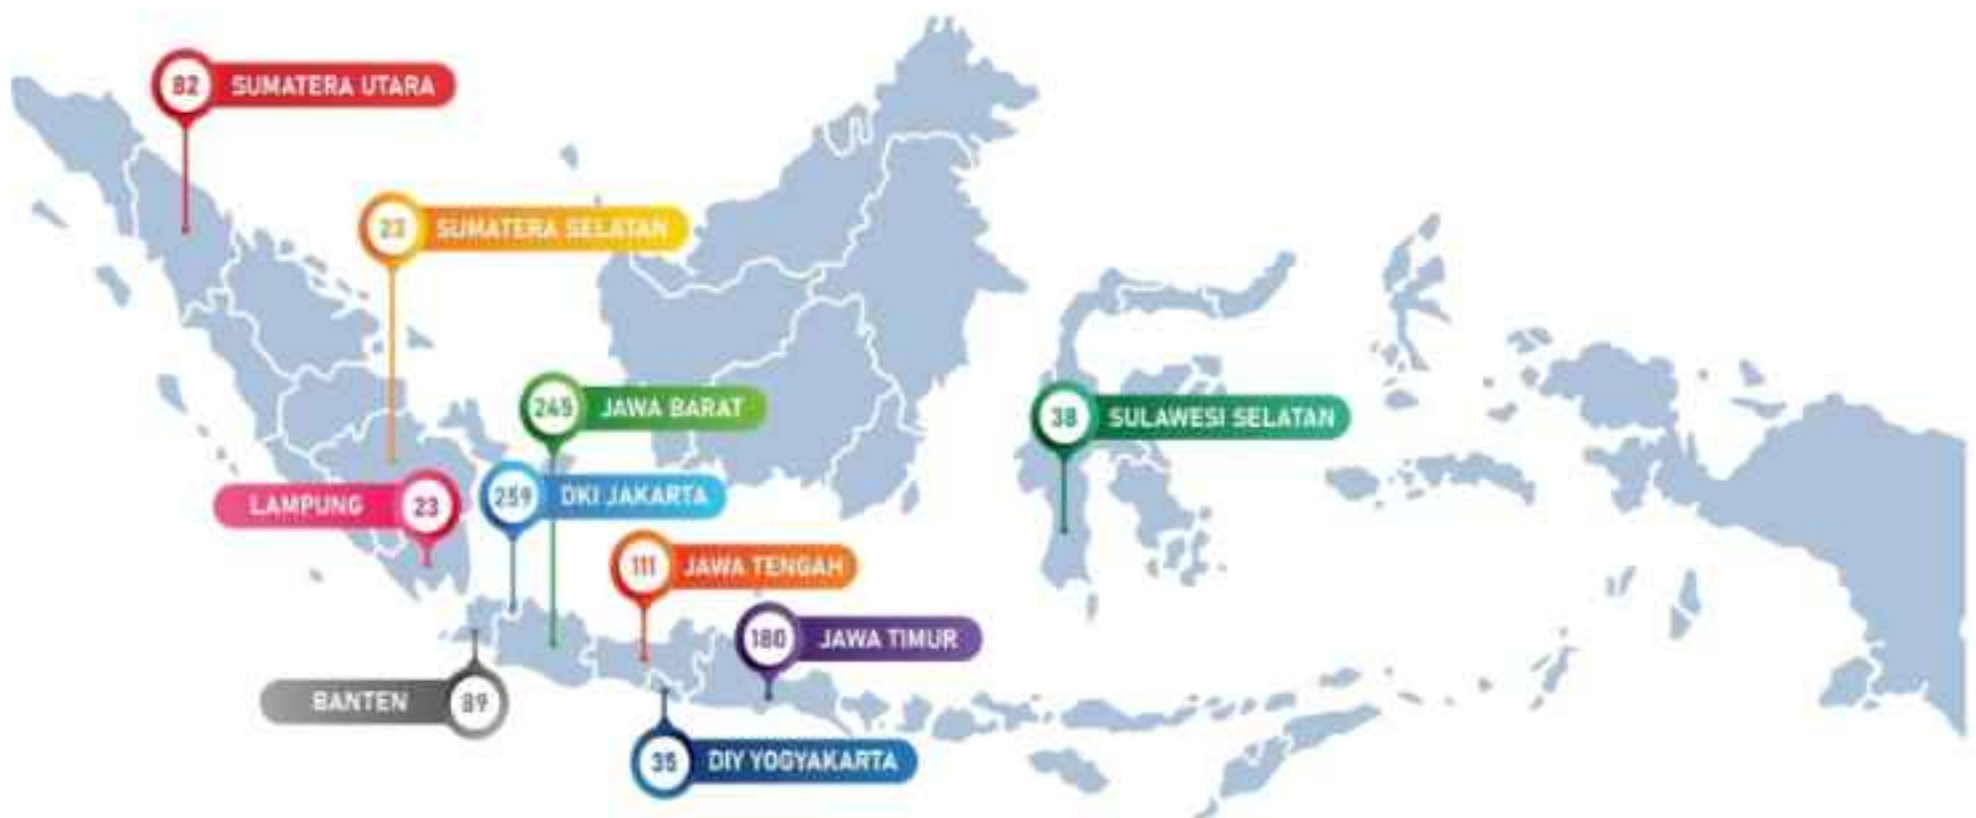 82 SUMATERA UTARA
SUMATERA SELATAN
245 JAWA BARAT
38 SULAWESI SELATAN
259 DKI JAKARTA
LAMPUNG 23
111 JAWA TENGAH
180 JAWA TIMUR
BANTEN 89
35 DIY YOGYAKARTA